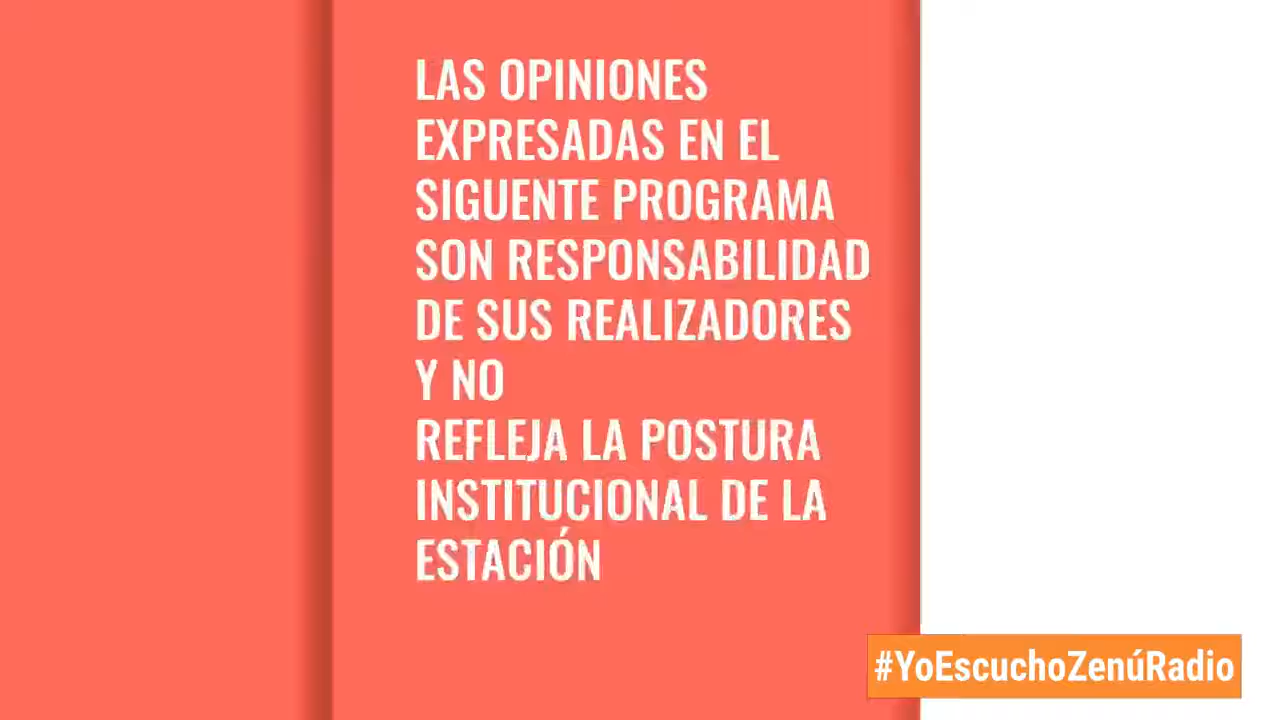 LAS OPINIONES
EXPRESADAS EN EL
SIGUENTE PROGRAMA
SON RESPONSABILIDAD
DE SUS REALIZADORES
Y NO
REFLEJA LA POSTURA
INSTITUCIONAL DE LA
ESTACIÓN
#YoEscuchoZenúRadio